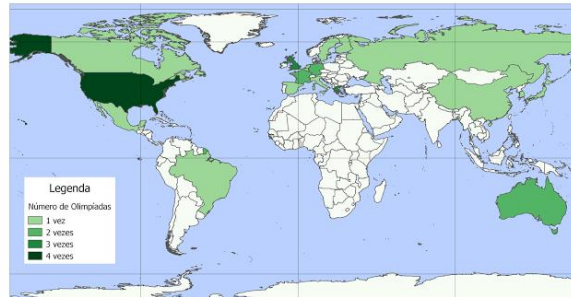 Legenda
Número de Olimpíadas
1 vez
2 vezes
3 vezes
4 vezes